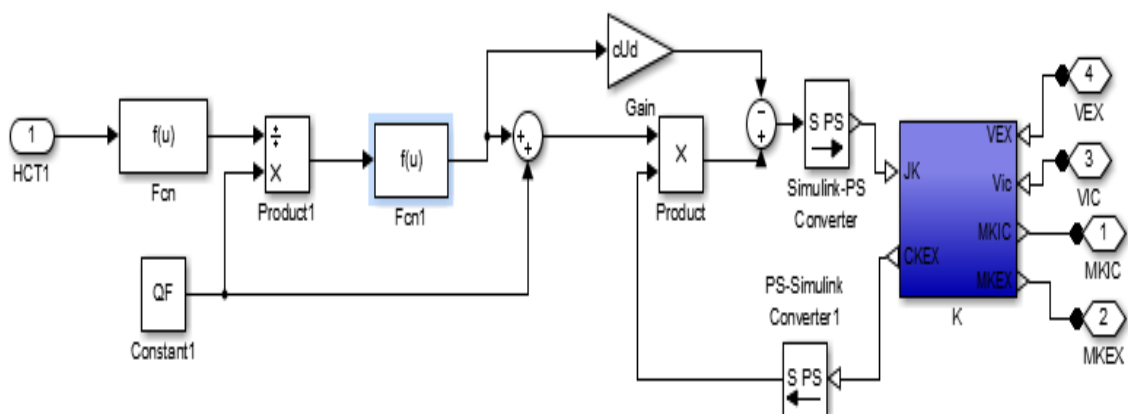 cUd
Gain
1
HCT1
f(u)
Fcn
÷
×
Product1
f(u)
Fcn1
+
+
QF
Constant1
×
Product
−
+
S PS
Simulink-PS
Converter
PS-Simulink
Converter1
S PS
JK
CKEX
VEX
Vic
MKIC
MKEX
K
4
VEX
3
VIC
1
MKIC
2
MKEX